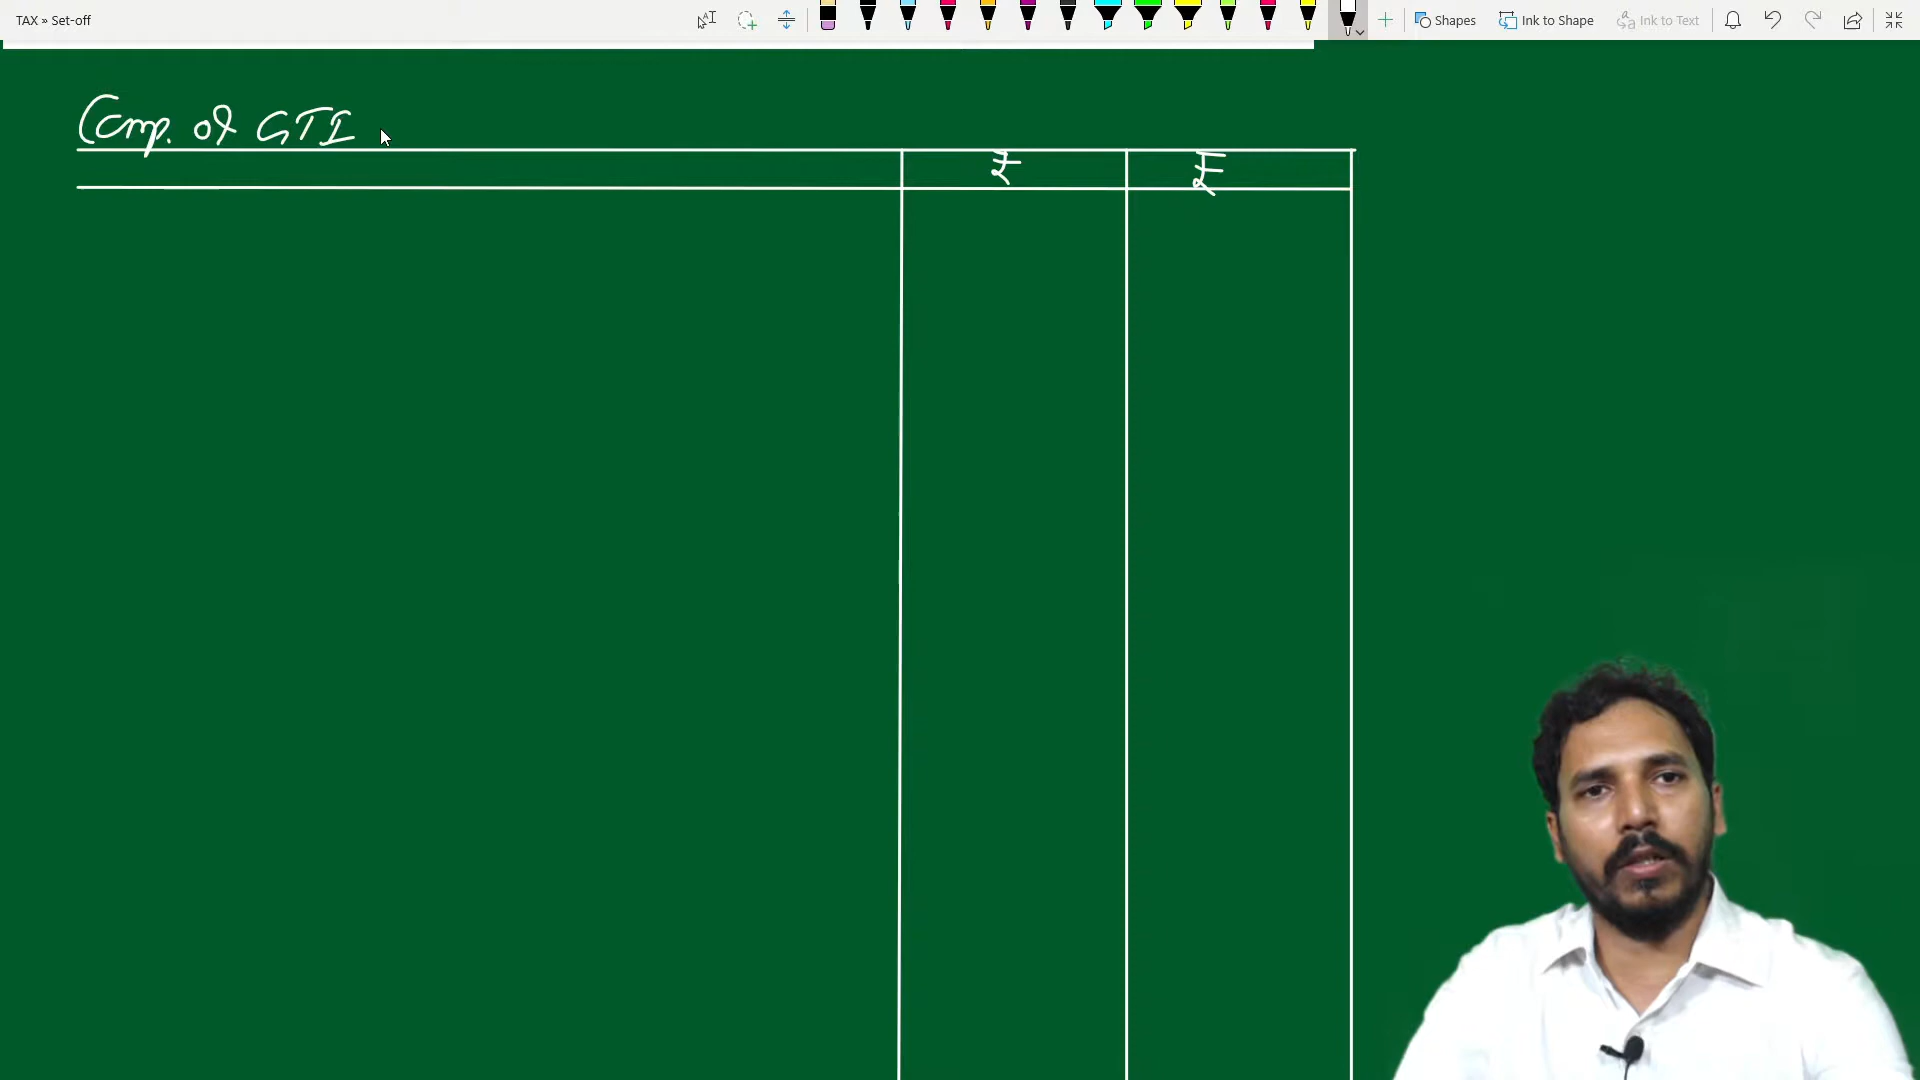 TAX » Set-off
Shapes Ink to Shape Ink to Text
Comp. of GTI
₹ ₹